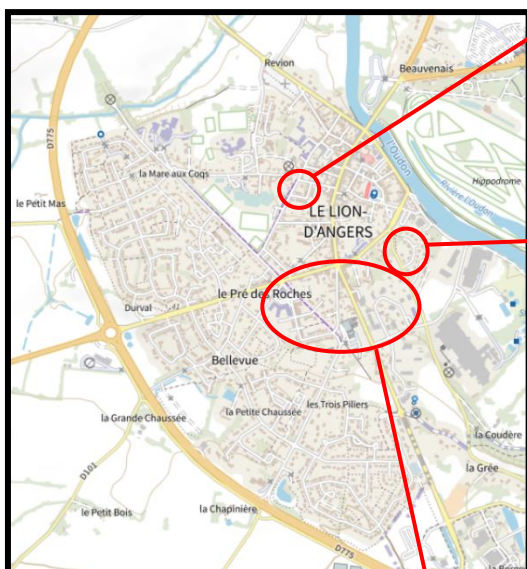 Revion
Beauvenais
D775
l'Oudon
la Mare aux Coqs
Hippodrome
Rivière l'Oudon
le Petit Mas
LE LION-
D'ANGERS
le Pré des Roches
Durval
Bellevue
la Grande Chaussée
la Petite Chaussée
les Trois Piliers
la Coudère
D101
la Grée
le Petit Bois
la Chapinière
D775